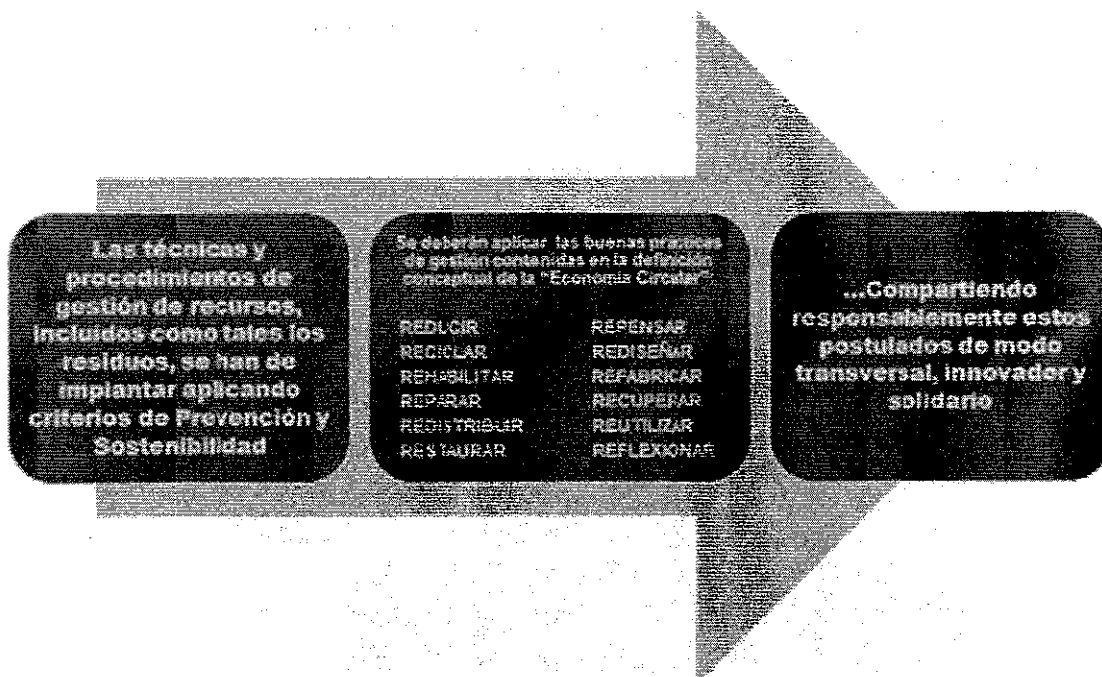 Las técnicas y
procedimientos de
gestión de recursos,
incluidos como tales los
residuos, se han de
implantar aplicando
criterios de Prevención y
Sostenibilidad
Se deberán aplicar las buenas prácticas
de gestión contenidas en la definición
conceptual de la "Economía Circular"
REDUCIR REPENSAR
RECICLAR REDISEÑAR
REHABILITAR REFABRICAR
REPARAR RECUPERAR
REDISTRIBUIR REUTILIZAR
RESTAURAR REFLEXIONAR
...Compartiendo
responsablemente estos
postulados de modo
transversal, innovador y
solidario